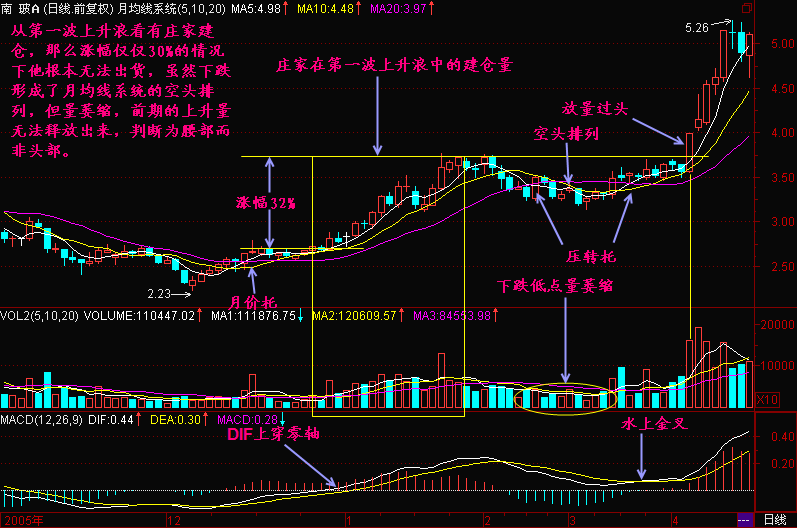 南 玻A (日线.前复权) 月均线系统(5,10,20) MA5:4.98↑ MA10:4.48↑ MA20:3.97↑
从第一波上升浪看有庄家建
仓，那么涨幅仅仅30%的情况
下他根本无法出货，虽然下跌
形成了月均线系统的空头排
列，但量萎缩，前期的上升量
无法释放出来，判断为腰部而
非头部。
5.26→
5.00
庄家在第一波上升浪中的建仓量
4.50
放量过头
空头排列
4.00
3.50
涨幅32%
3.00
压转托
2.50
下跌低点量萎缩
2.23→
月价托
VOL2(5,10,20) VOLUME:110447.02↑ MA1:111876.75↓ MA2:120609.57↑ MA3:84553.98↑
20000
10000
X10
MACD(12,26,9) DIF:0.44↑ DEA:0.30↑ MACD:0.28↓
DIF上穿零轴
水上金叉
0.40
0.20
2005年 12 1 2 3 4 日线